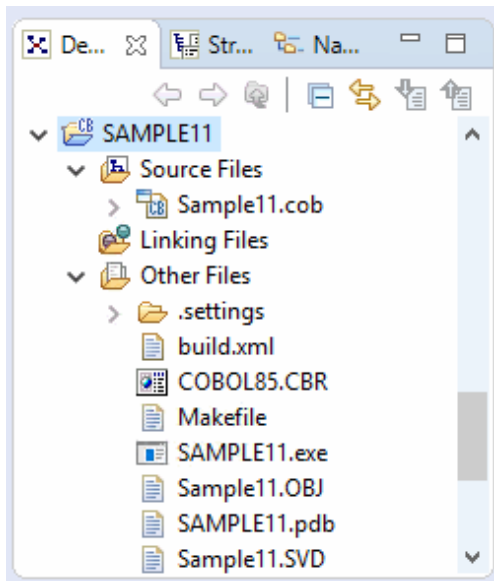 De... Str... Na...
SAMPLE11
Source Files
Sample11.cob
Linking Files
Other Files
.settings
build.xml
COBOL85.CBR
Makefile
SAMPLE11.exe
Sample11.OBJ
SAMPLE11.pdb
Sample11.SVD